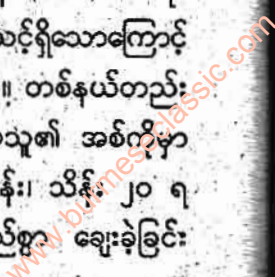 သင့်ရှိသောကြောင့်
။ တစ်နယ်တည်း
သူ၏ အစ်ကိုမှာ
န်း၊ သိန်း ၂၀ ရ
ည်စွာ ချေးခဲ့ခြင်း
www.burmeseclassic.com